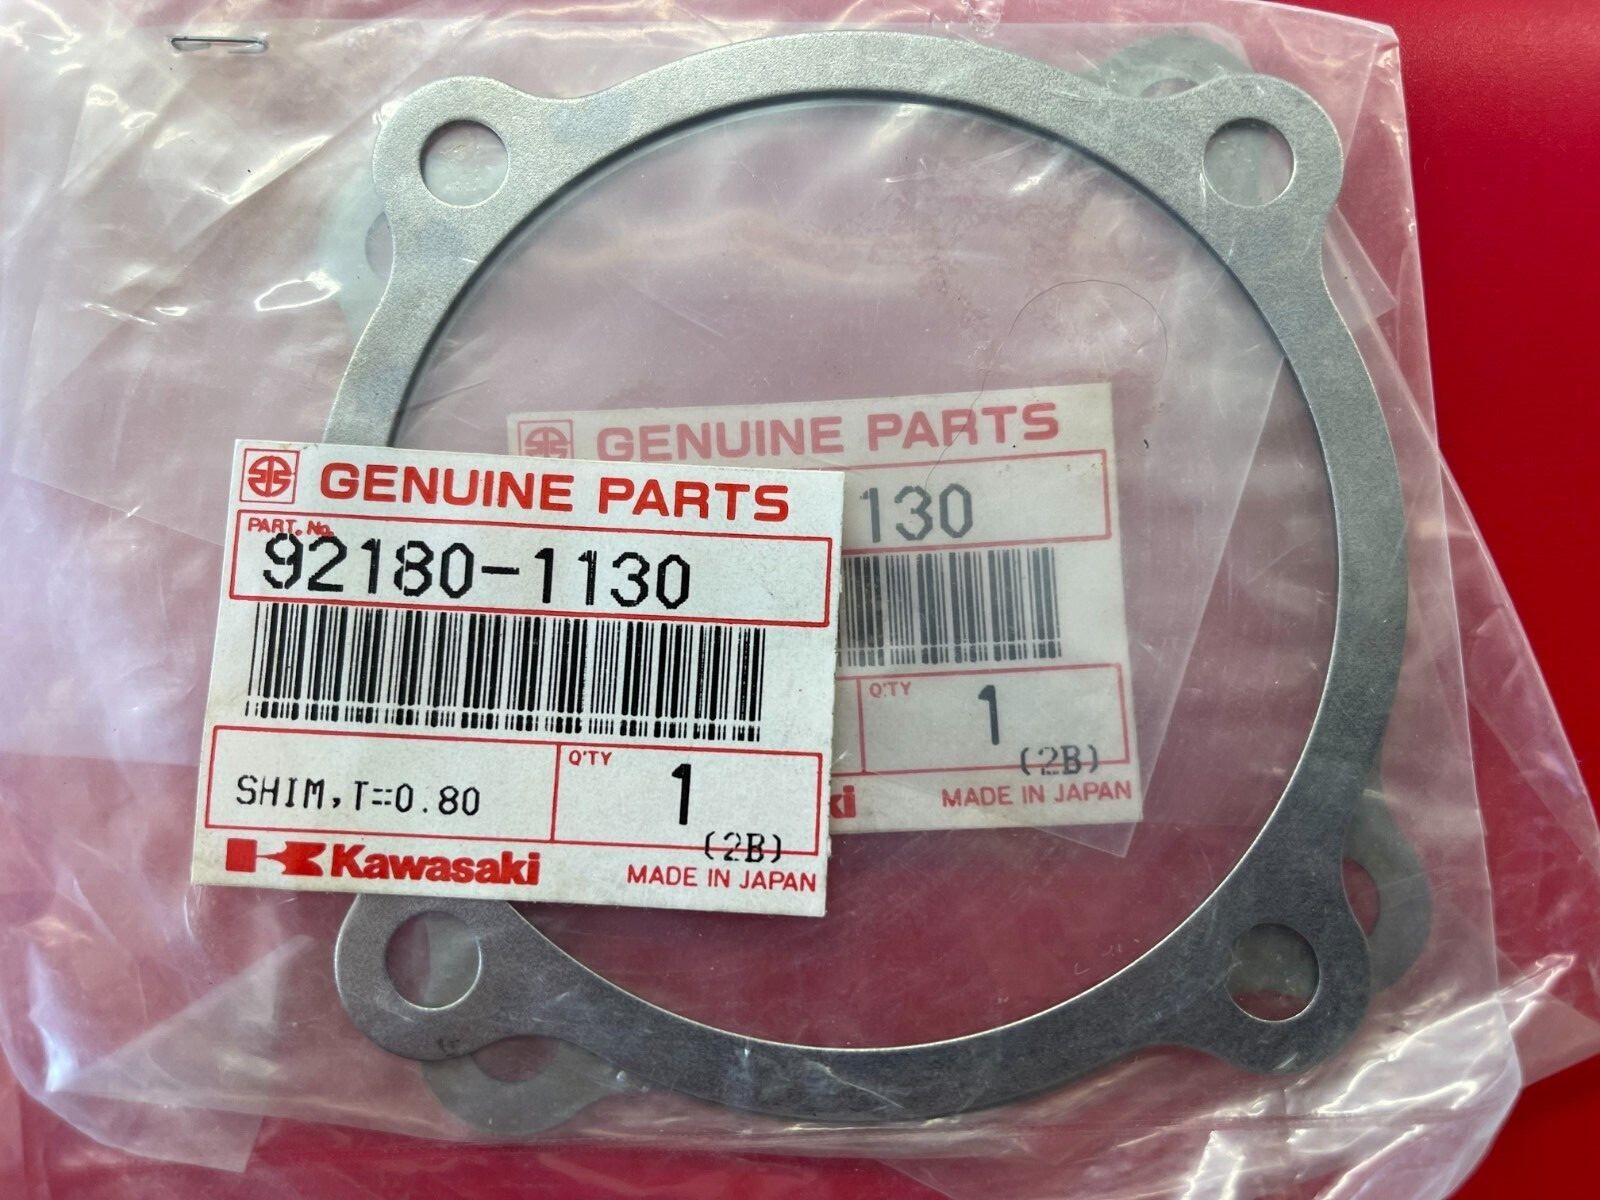 GENUINE PARTS
PART. No.
92180-1130
SHIM, T=0.80
Q'TY
1
(2B)
Kawasaki
MADE IN JAPAN
GENUINE PARTS
130
Q'TY
1
(2B)
ki
MADE IN JAPAN